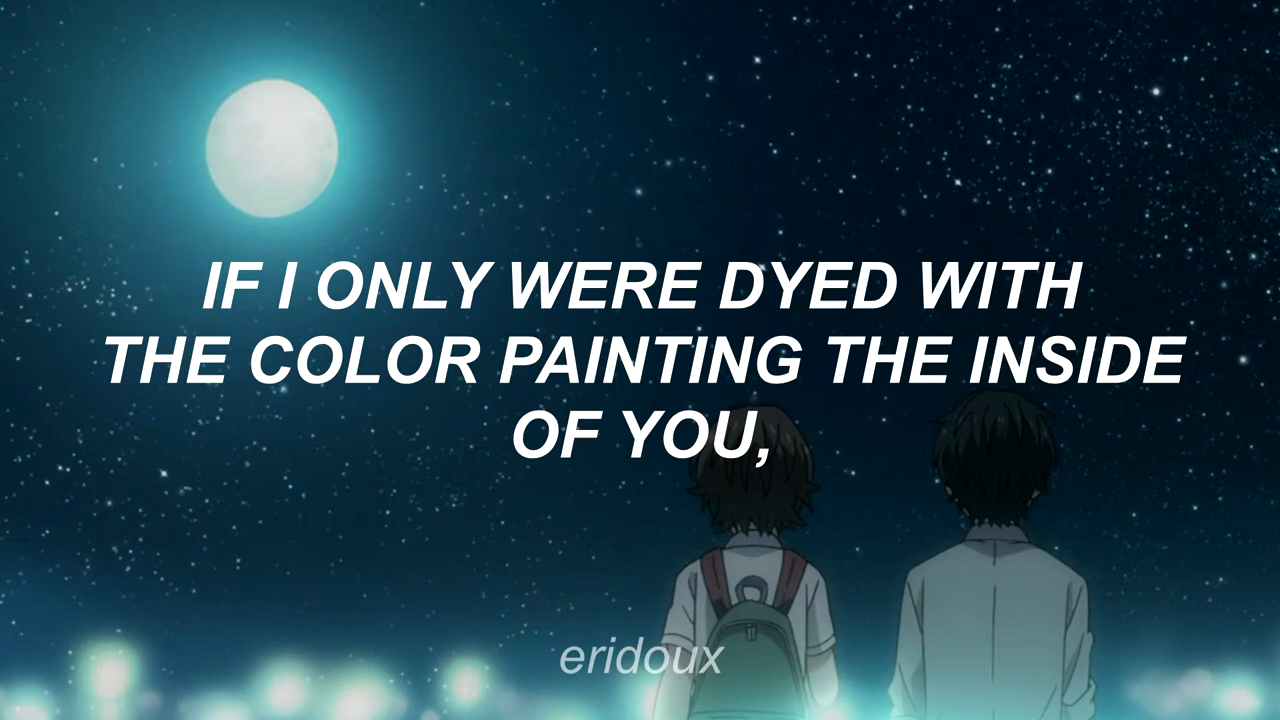 IF I ONLY WERE DYED WITH
THE COLOR PAINTING THE INSIDE
OF YOU,
eridoux